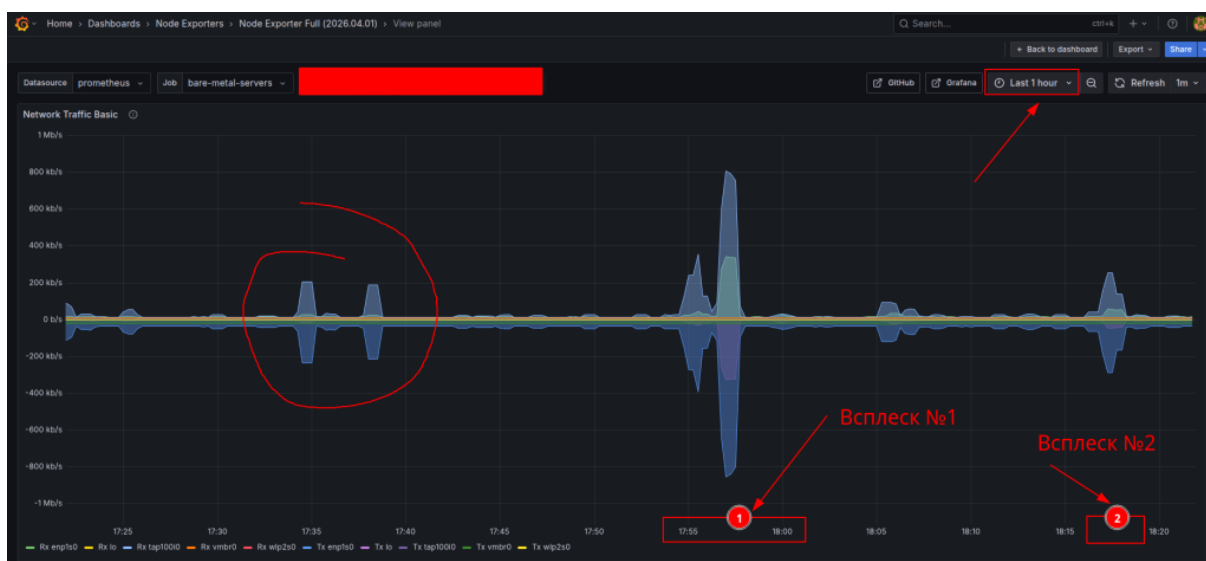 Home › Dashboards › Node Exporters › Node Exporter Full (2026.04.01) › View panel
Search... ctrl+k
Back to dashboard Export Share
Datasource prometheus Job bare-metal-servers GitHub Grafana Last 1 hour Refresh 1m
Network Traffic Basic
1 Mb/s
800 kb/s
600 kb/s
400 kb/s
200 kb/s
0 b/s
-200 kb/s
-400 kb/s
-600 kb/s
-800 kb/s
-1 Mb/s
Всплеск №1
Всплеск №2
1
2
17:25 17:30 17:35 17:40 17:45 17:50 17:55 18:00 18:05 18:10 18:15 18:20
Rx enp1s0 Rx lo Rx tap100i0 Rx vmbr0 Rx wlp2s0 Tx enp1s0 Tx lo Tx tap100i0 Tx vmbr0 Tx wlp2s0